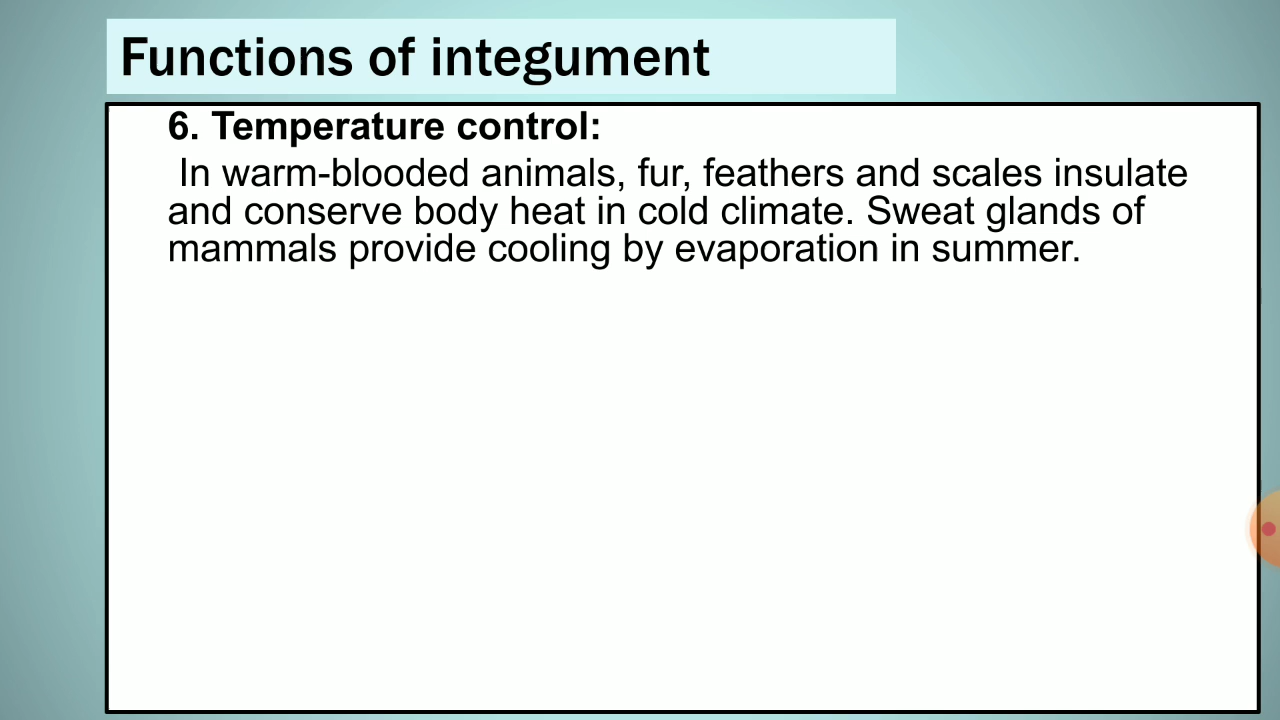 Functions of integument
6. Temperature control:
In warm-blooded animals, fur, feathers and scales insulate
and conserve body heat in cold climate. Sweat glands of
mammals provide cooling by evaporation in summer.